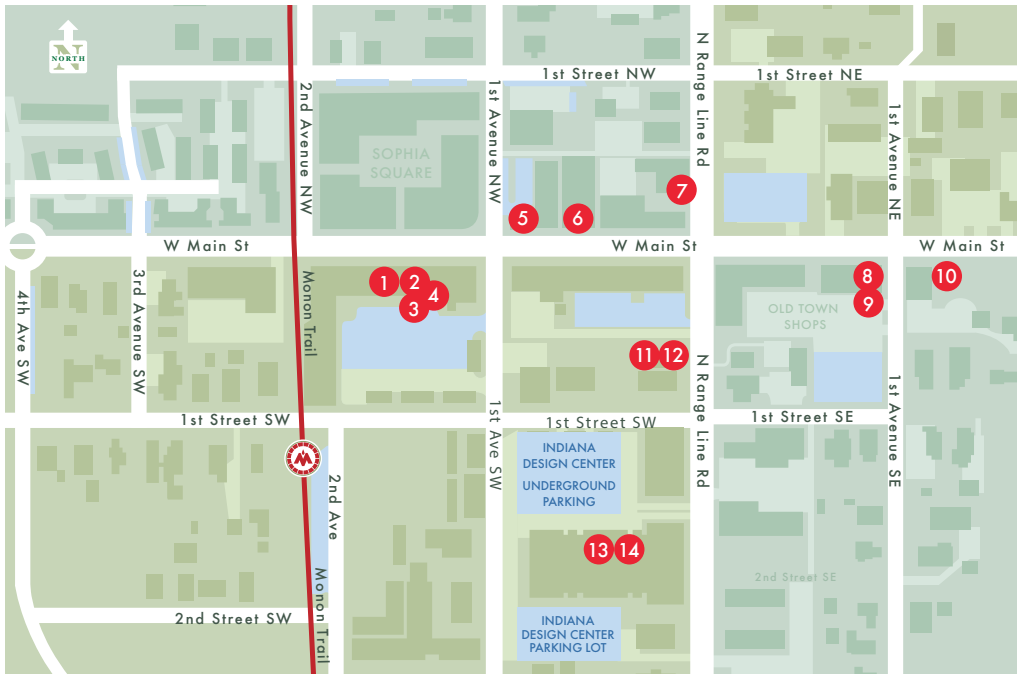 N
NORTH
1st Street NW
1st Street NE
N Range Line Rd
2nd Avenue NW
1st Avenue NW
1st Avenue NE
SOPHIA
SQUARE
7
5
6
W Main St
W Main St
W Main St
1
2
3
4
8
9
10
OLD TOWN
SHOPS
4th Ave SW
3rd Avenue SW
Monon Trail
11
12
N Range Line Rd
1st Avenue SE
1st Ave SW
1st Street SW
1st Street SW
1st Street SE
M
INDIANA
DESIGN CENTER
UNDERGROUND
PARKING
2nd Ave
13
14
Monon Trail
2nd Street SE
2nd Street SW
INDIANA
DESIGN CENTER
PARKING LOT